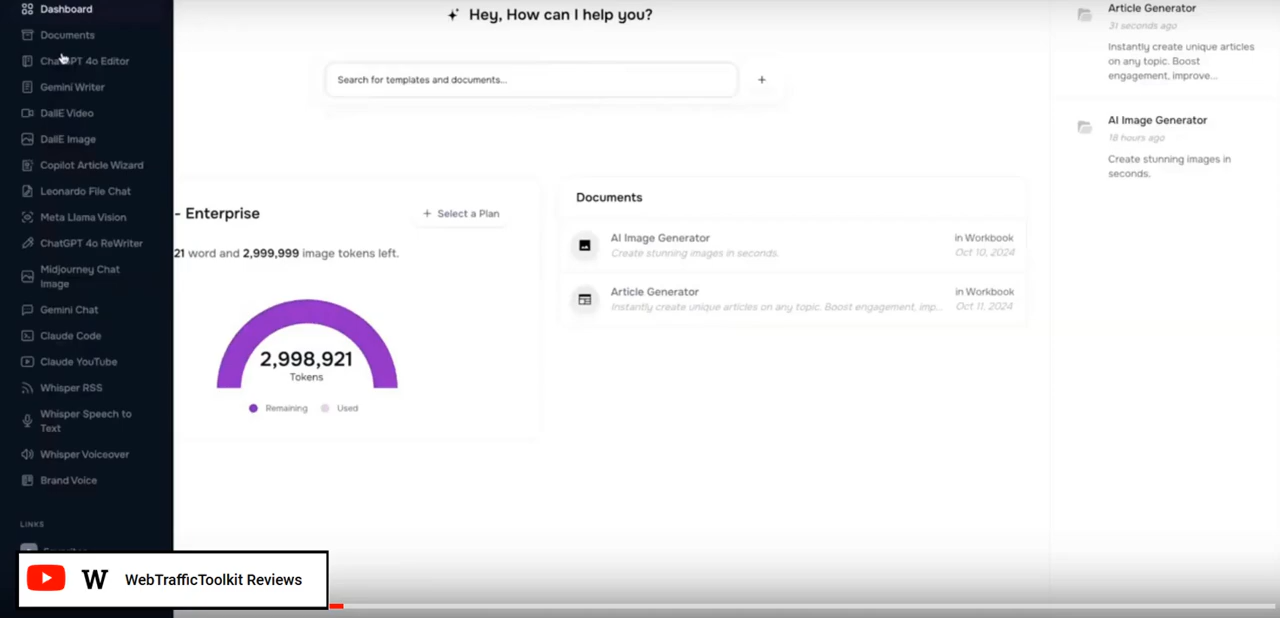 Dashboard
Documents
ChatGPT 4o Editor
Gemini Writer
DallE Video
DallE Image
Copilot Article Wizard
Leonardo File Chat
Meta Llama Vision
ChatGPT 4o ReWriter
Midjourney Chat
Image
Gemini Chat
Claude Code
Claude YouTube
Whisper RSS
Whisper Speech to
Text
Whisper Voiceover
Brand Voice
LINKS
Hey, How can I help you?
Search for templates and documents...
+
- Enterprise
+ Select a Plan
21 word and 2,999,999 image tokens left.
2,998,921
Tokens
Remaining Used
Documents
AI Image Generator in Workbook
Create stunning images in seconds. Oct 10, 2024
Article Generator in Workbook
Instantly create unique articles on any topic. Boost engagement, imp... Oct 11, 2024
Article Generator
31 seconds ago
Instantly create unique articles
on any topic. Boost
engagement, improve...
AI Image Generator
18 hours ago
Create stunning images in
seconds.
W WebTrafficToolkit Reviews